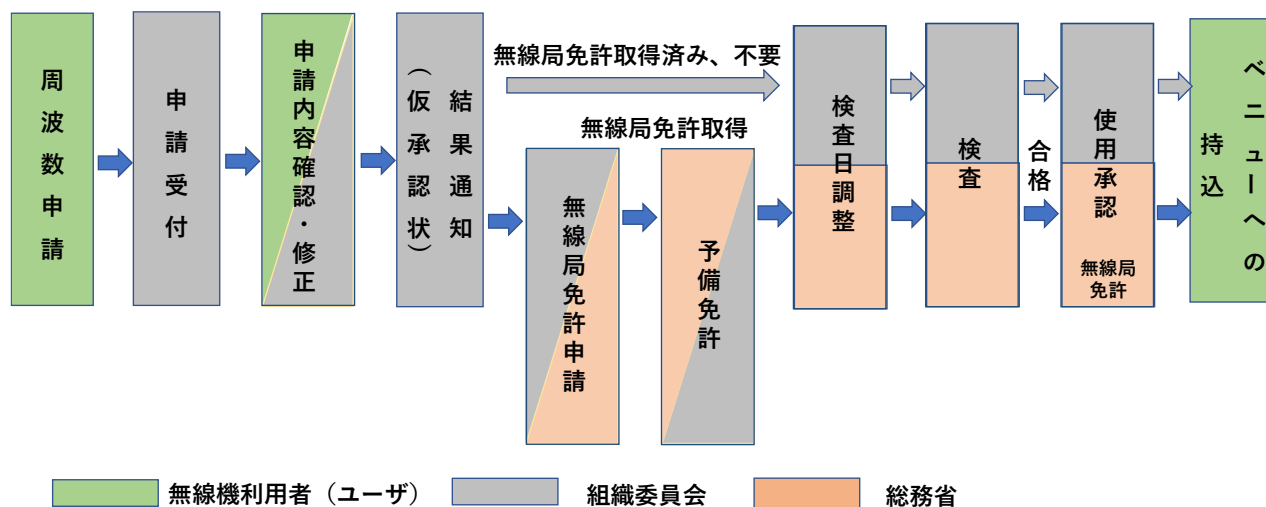 周波数申請
申請受付
申請内容確認・修正
結果通知
（仮承認状）
無線局免許取得済み、不要
無線局免許取得
無線局免許申請
予備免許
検査日調整
検査
合格
使用承認
無線局
免許
ベニューへの
持込
無線機利用者（ユーザ）
組織委員会
総務省